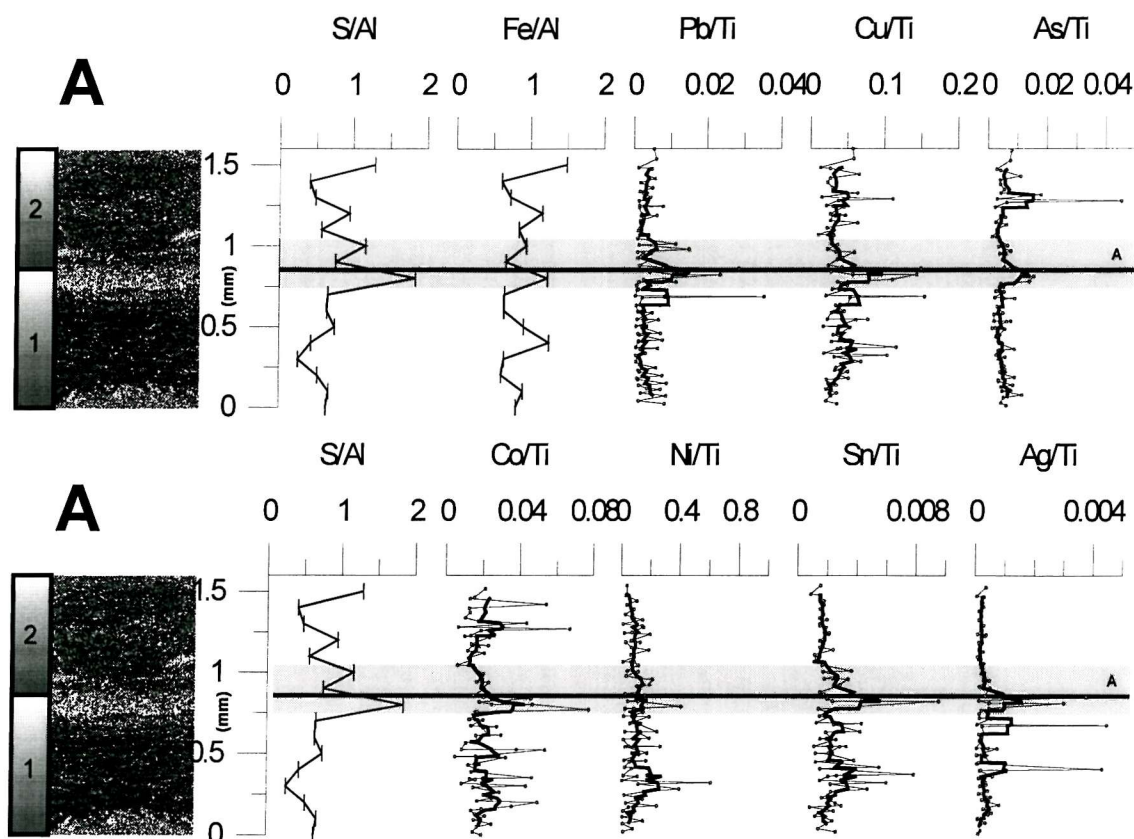 S/Al Fe/Al Pb/Ti Cu/Ti As/Ti
A
0 1 2 0 1 2 0 0.02 0.04 0 0.1 0.2 0 0.02 0.04
2
1
1.5
1
0.5
0
(mm)
A
S/Al Co/Ti Ni/Ti Sn/Ti Ag/Ti
A
0 1 2 0 0.04 0.08 0 0.4 0.8 0 0.008 0 0.004
2
1
1.5
1
0.5
0
(mm)
A